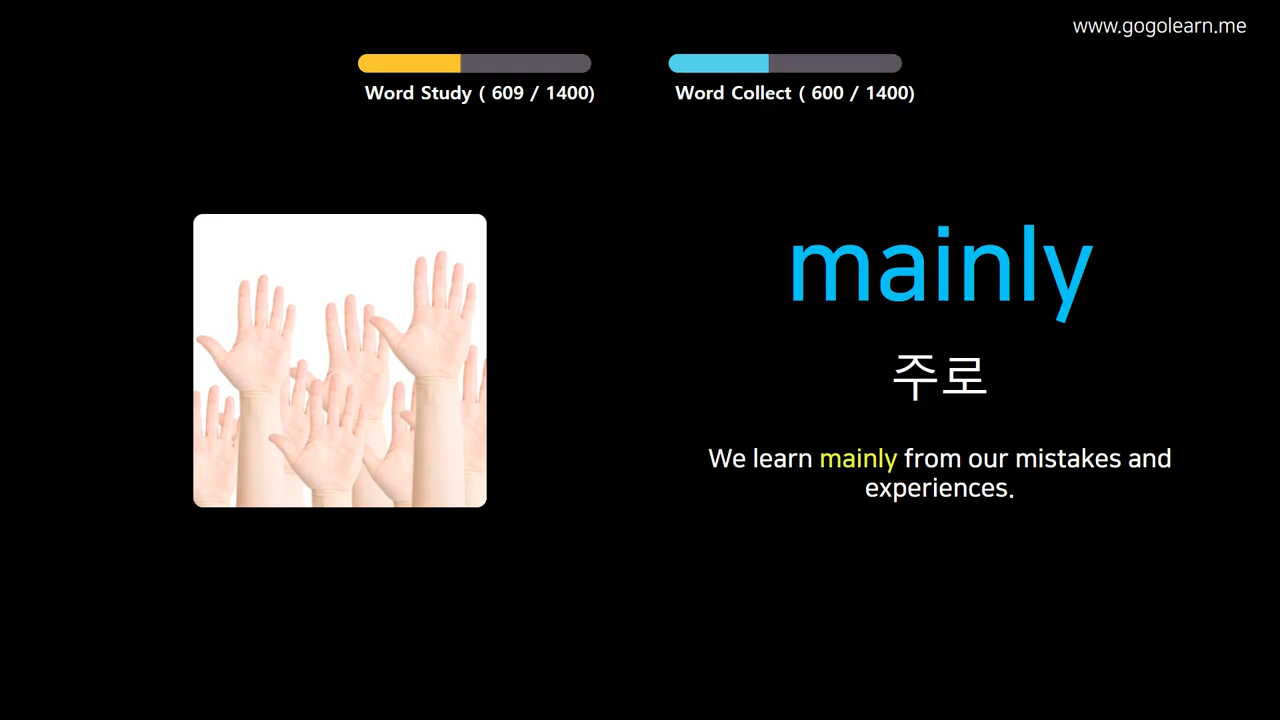 www.gogolearn.me
Word Study ( 609 / 1400)
Word Collect ( 600 / 1400)
mainly
주로
We learn mainly from our mistakes and
experiences.